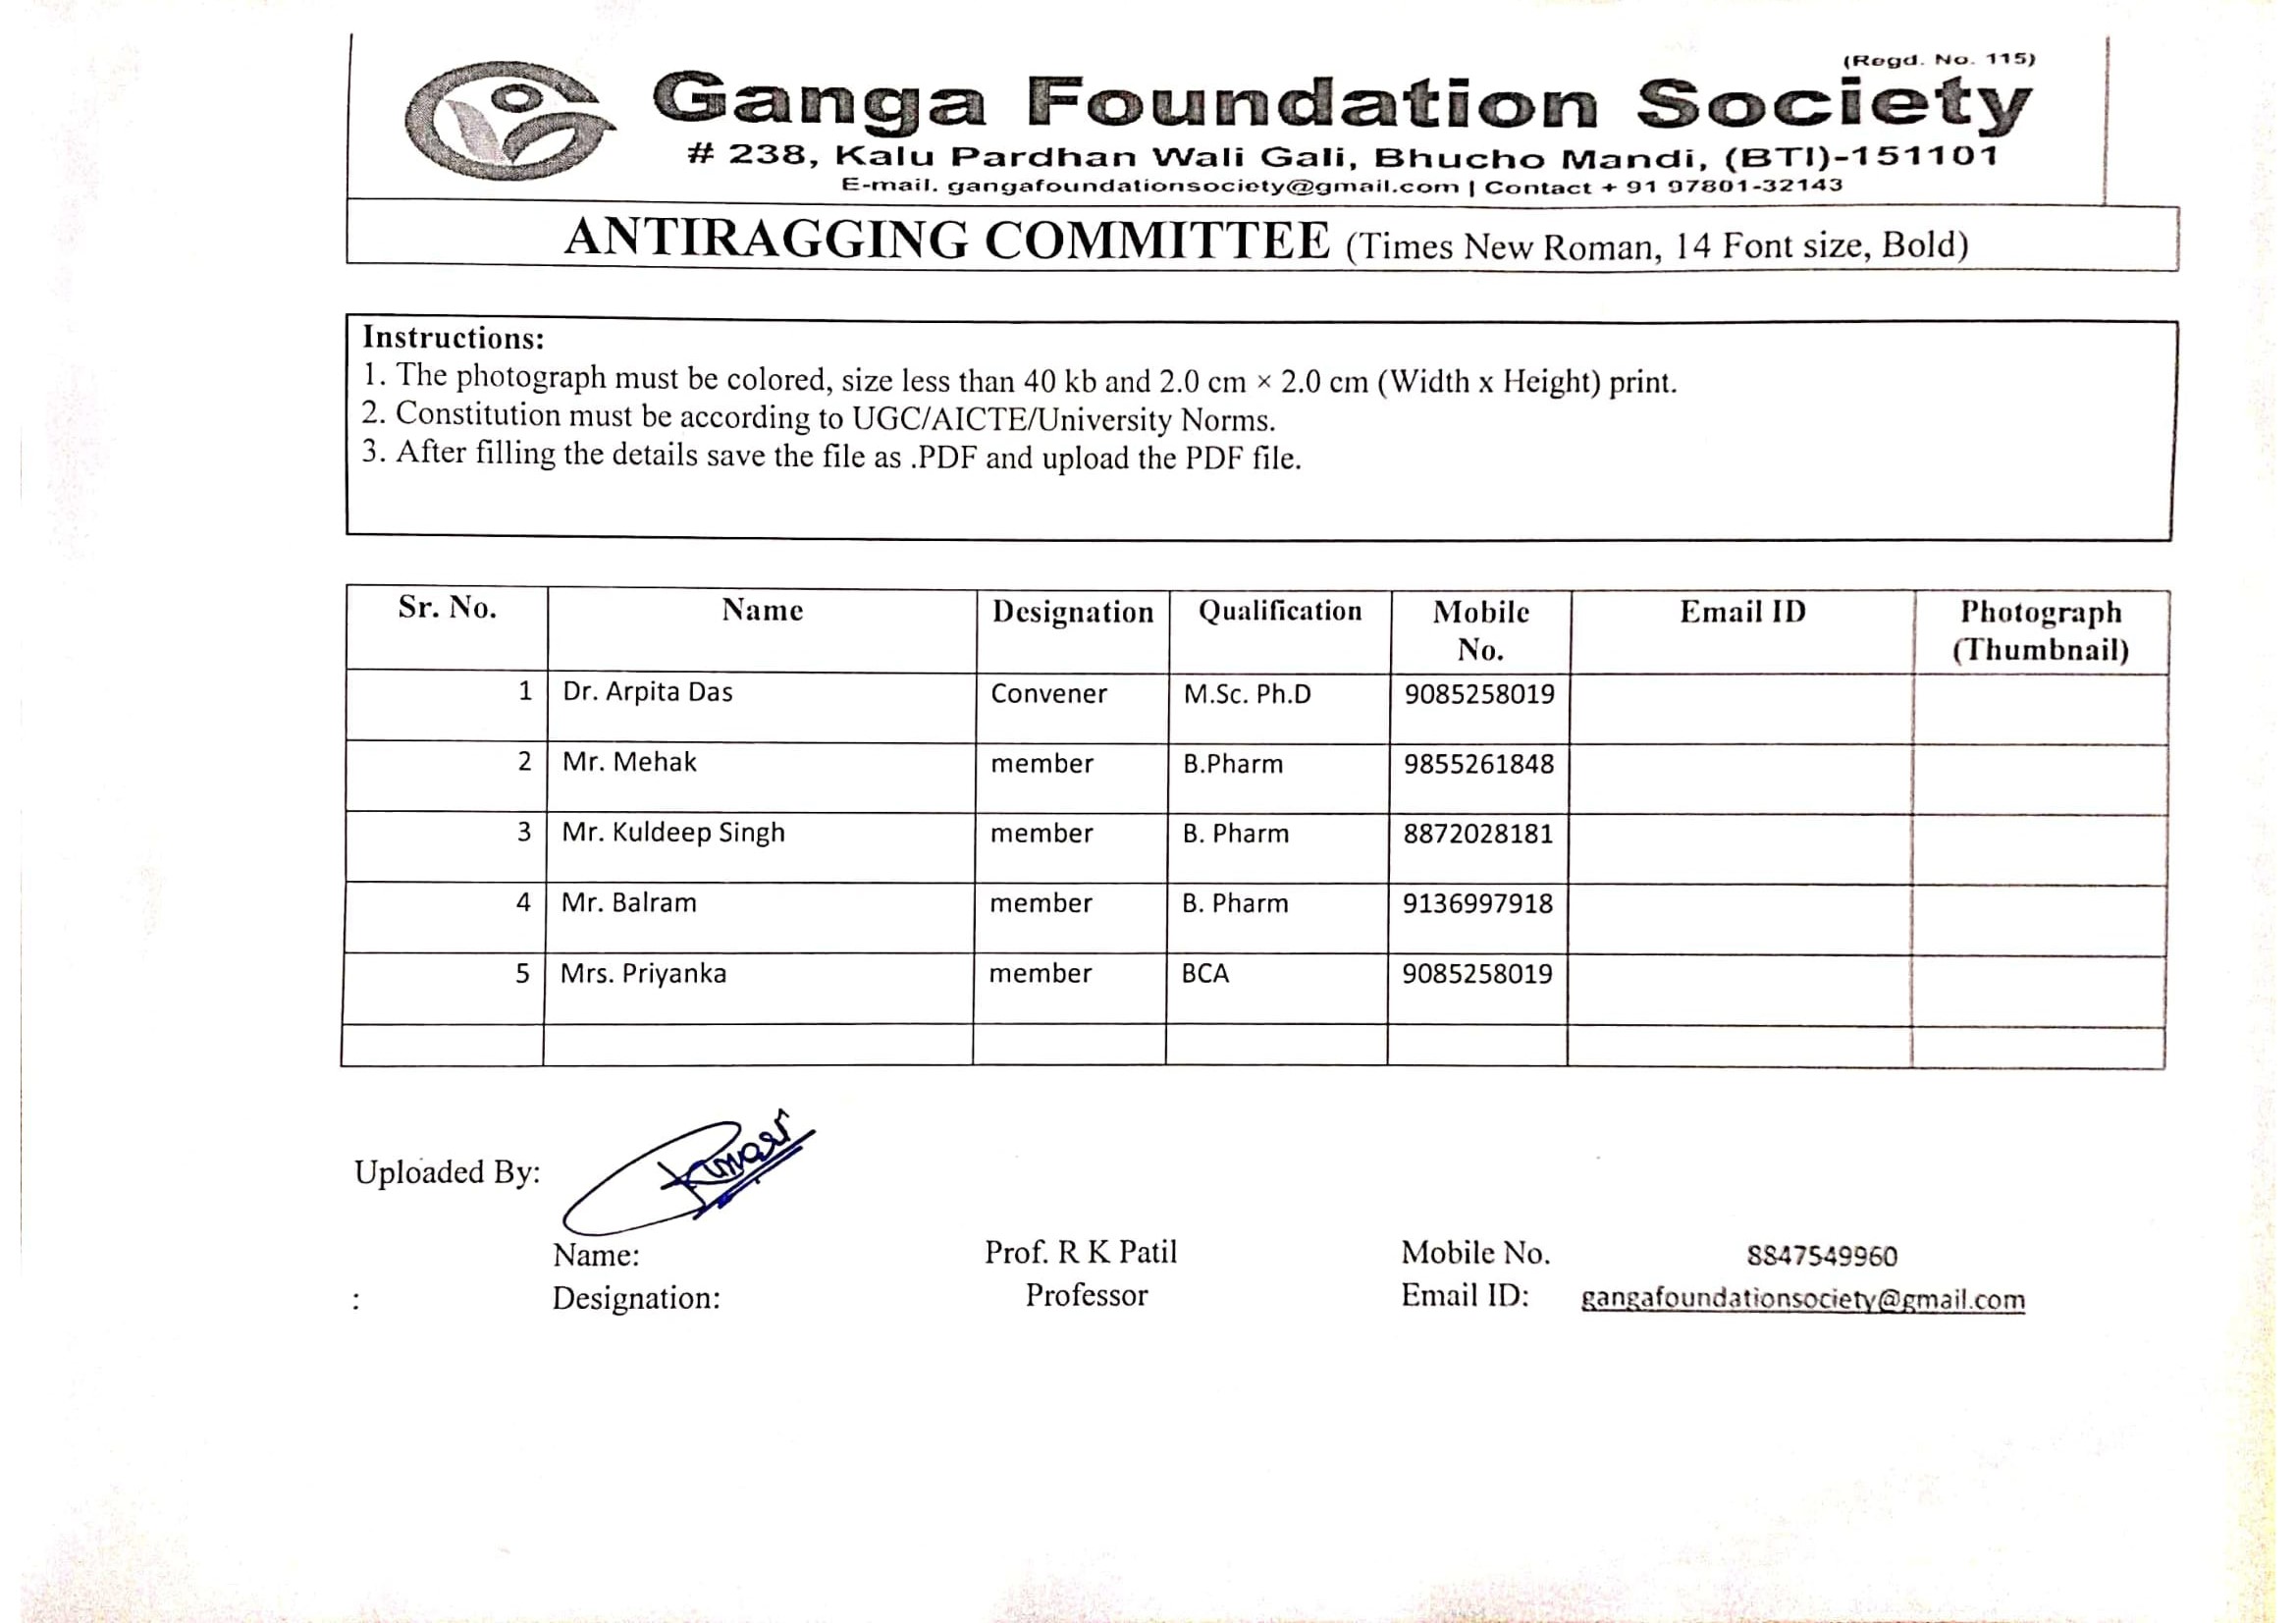 (Regd. No. 115)
Ganga Foundation Society
# 238, Kalu Pardhan Wali Gali, Bhucho Mandi, (BTI)-151101
E-mail. gangafoundationsociety@gmail.com | Contact + 91 97801-32143
ANTIRAGGING COMMITTEE (Times New Roman, 14 Font size, Bold)
Instructions:
1. The photograph must be colored, size less than 40 kb and 2.0 cm × 2.0 cm (Width x Height) print.
2. Constitution must be according to UGC/AICTE/University Norms.
3. After filling the details save the file as .PDF and upload the PDF file.
Sr. No. Name Designation Qualification Mobile No. Email ID Photograph (Thumbnail)
1 Dr. Arpita Das Convener M.Sc. Ph.D 9085258019
2 Mr. Mehak member B.Pharm 9855261848
3 Mr. Kuldeep Singh member B. Pharm 8872028181
4 Mr. Balram member B. Pharm 9136997918
5 Mrs. Priyanka member BCA 9085258019
Uploaded By:
Kumar
Name: Prof. R K Patil Mobile No. 8847549960
: Designation: Professor Email ID: gangafoundationsociety@gmail.com